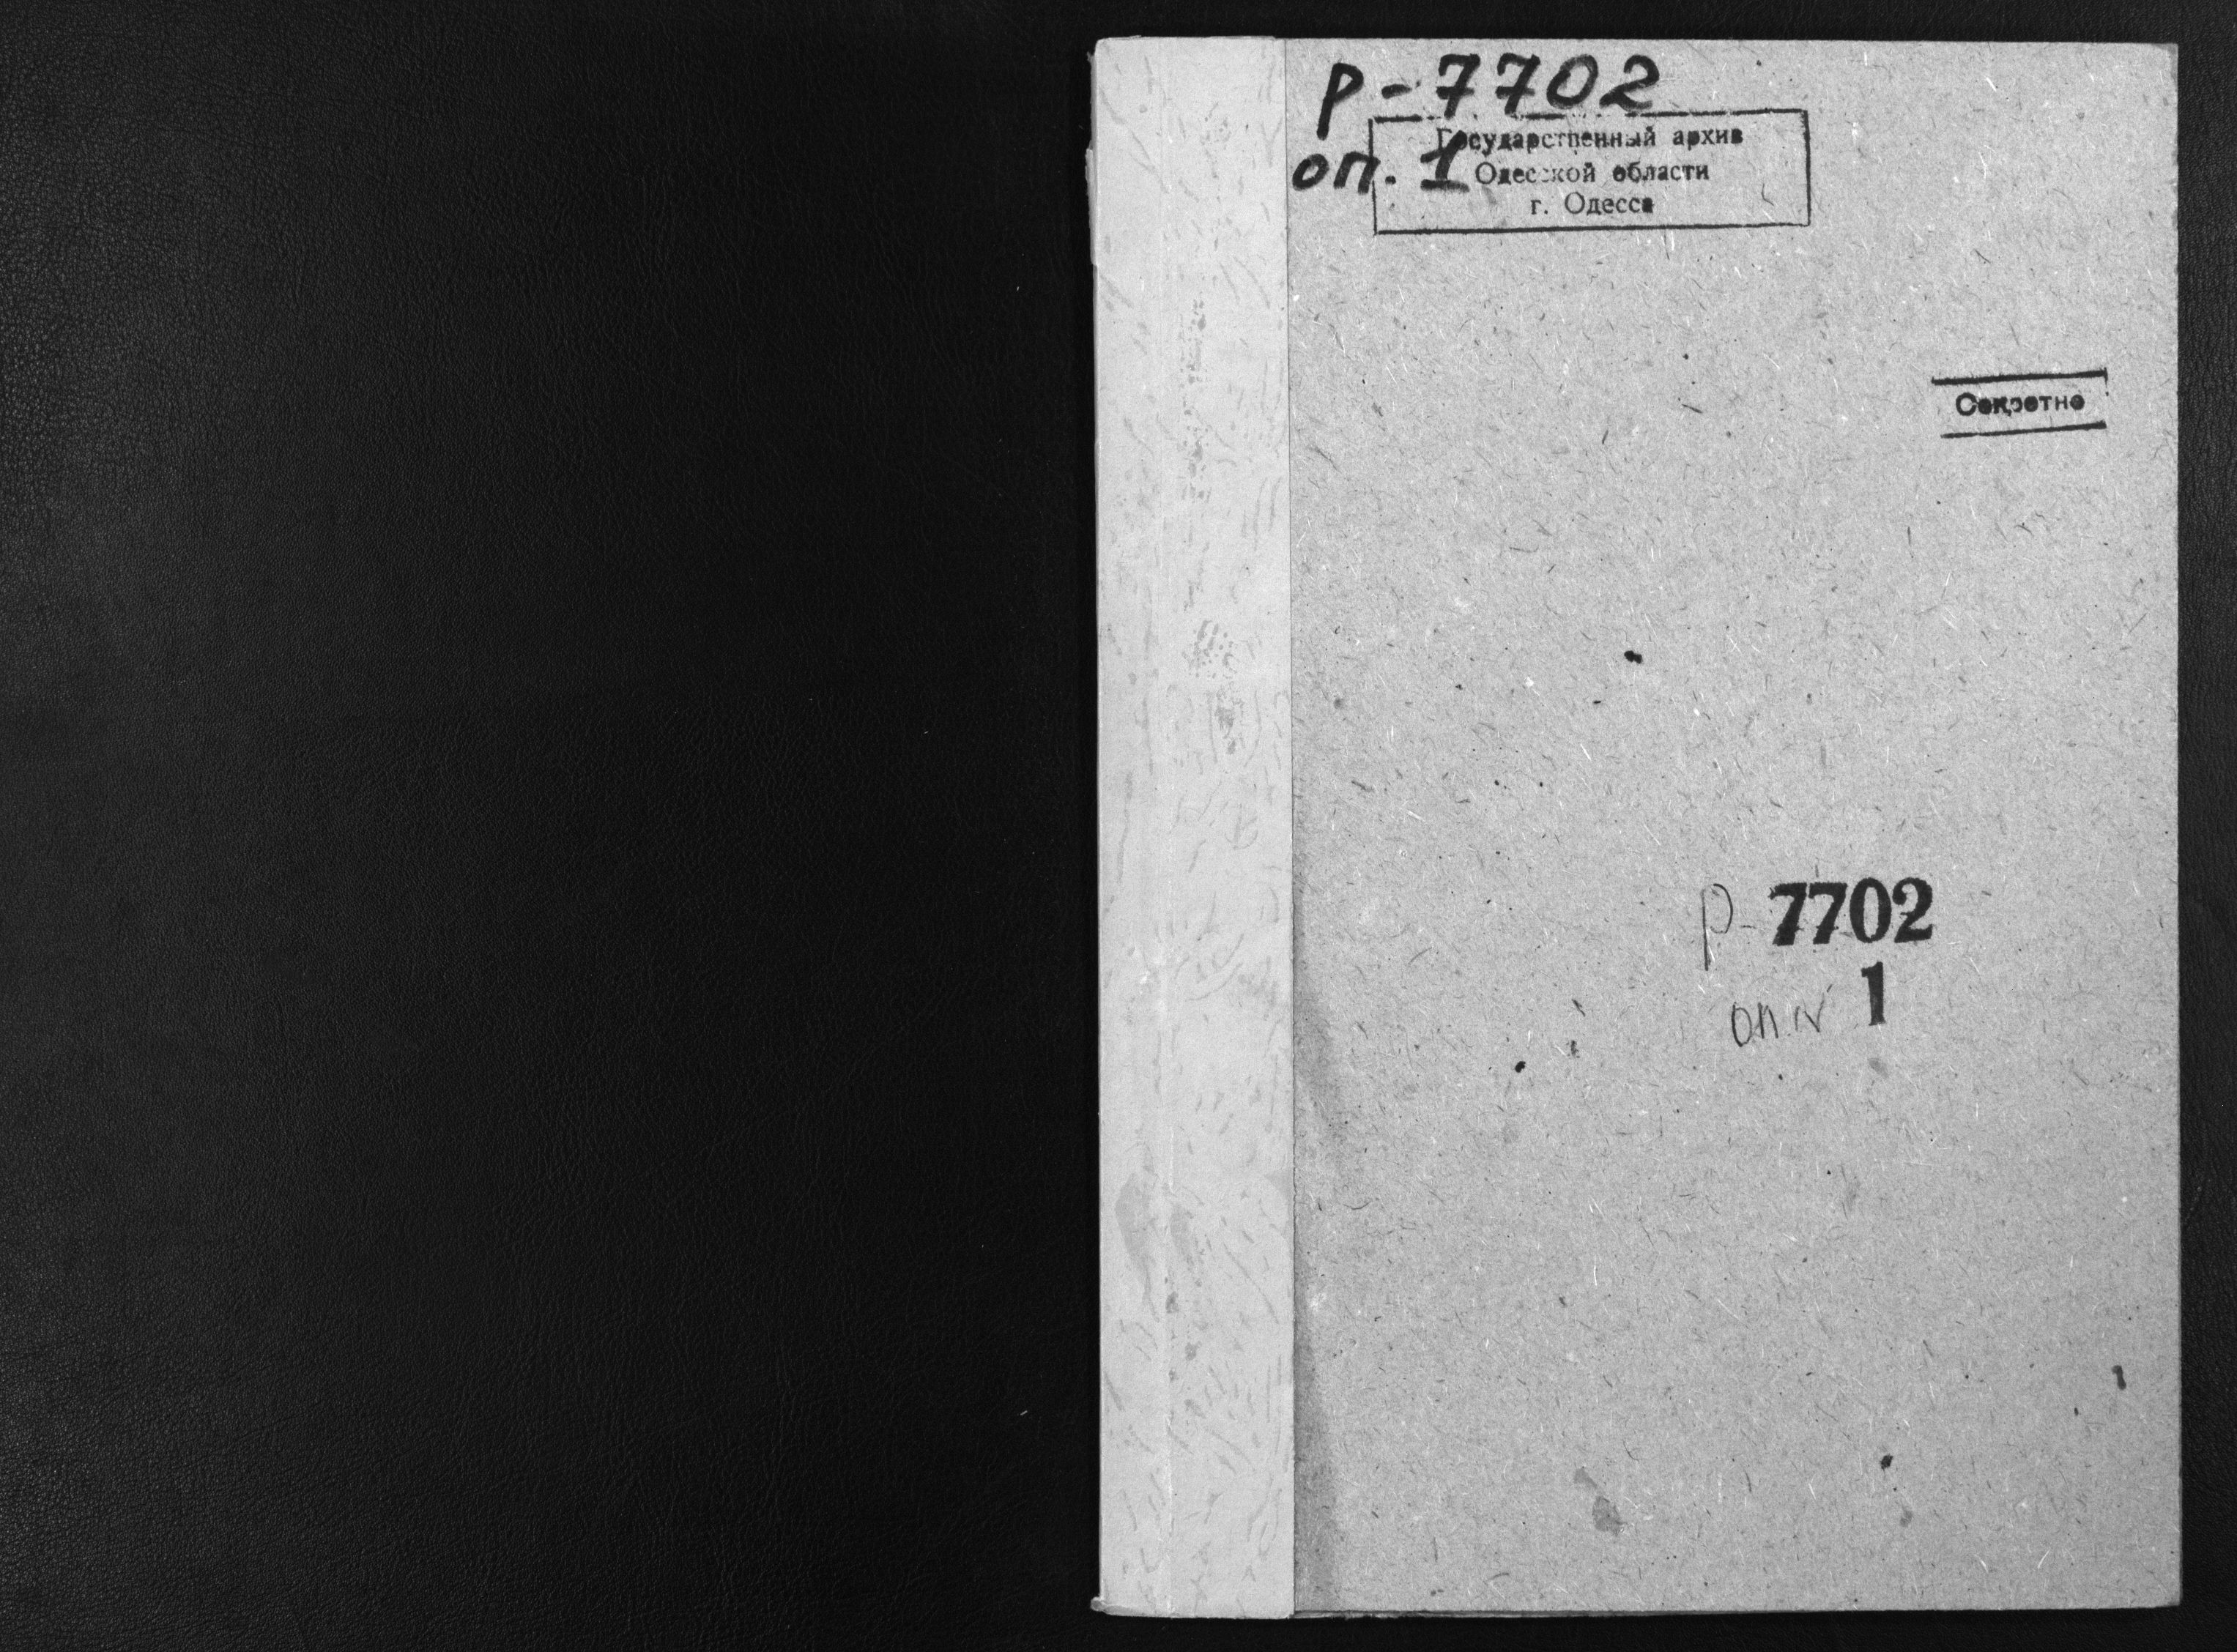 р-7702
оп. 1
Государственный архив
Одесской области
г. Одесса
Секретно
р-7702
оп. № 1